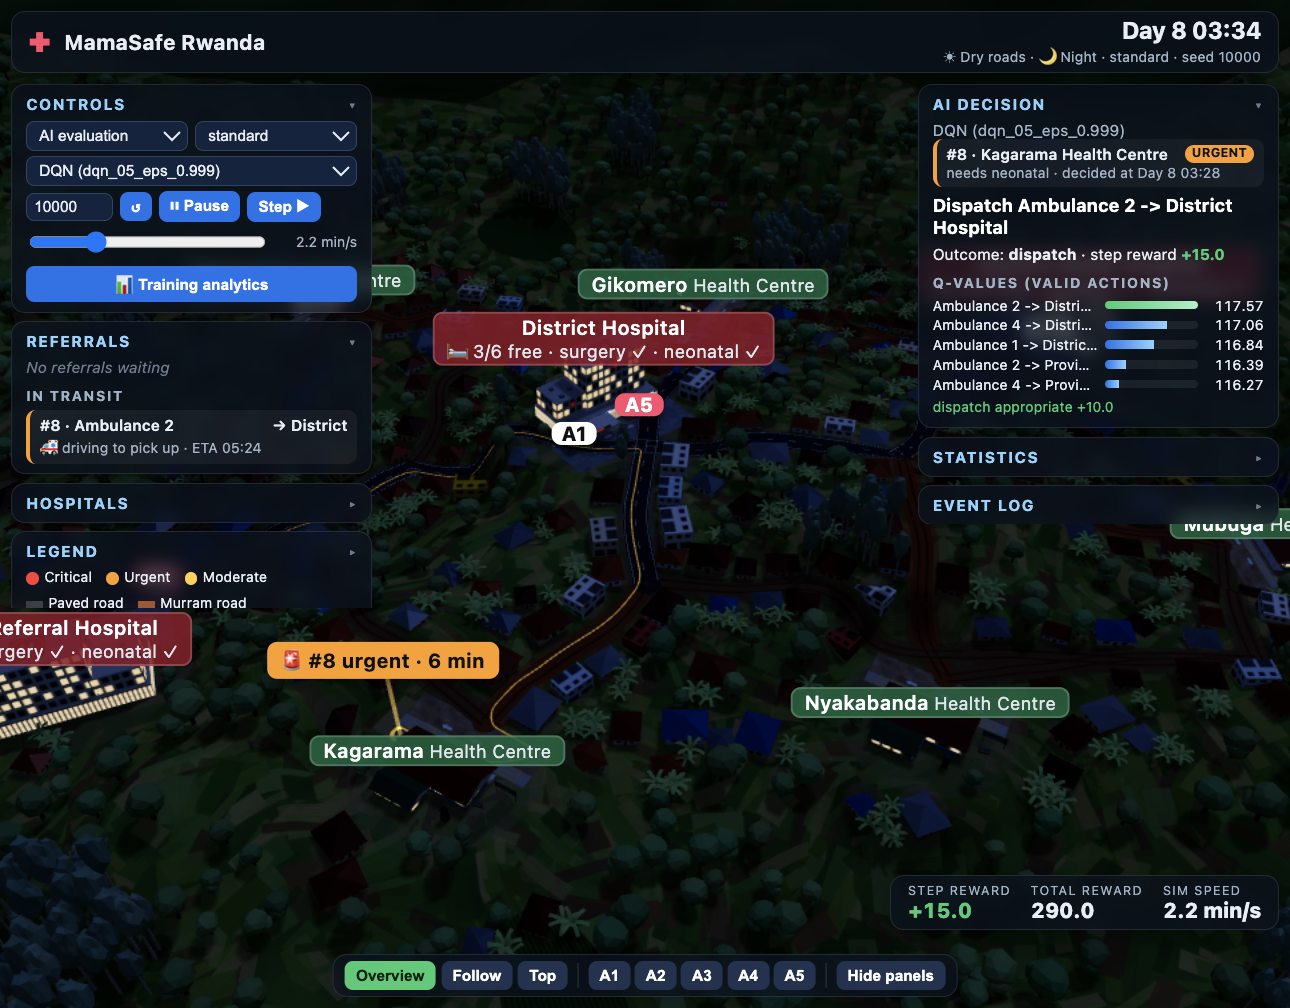 MamaSafe Rwanda
Day 8 03:34
☀ Dry roads · 🌙 Night · standard · seed 10000
CONTROLS
AI evaluation
standard
DQN (dqn_05_eps_0.999)
10000
↺
Pause
Step ▶
2.2 min/s
Training analytics
REFERRALS
No referrals waiting
IN TRANSIT
#8 · Ambulance 2 → District
driving to pick up · ETA 05:24
HOSPITALS
LEGEND
Critical Urgent Moderate
Paved road Murram road
AI DECISION
DQN (dqn_05_eps_0.999)
#8 · Kagarama Health Centre URGENT
needs neonatal · decided at Day 8 03:28
Dispatch Ambulance 2 -> District
Hospital
Outcome: dispatch · step reward +15.0
Q-VALUES (VALID ACTIONS)
Ambulance 2 -> Distri... 117.57
Ambulance 4 -> Distri... 117.06
Ambulance 1 -> Distric... 116.84
Ambulance 2 -> Provi... 116.39
Ambulance 4 -> Provi... 116.27
dispatch appropriate +10.0
STATISTICS
EVENT LOG
ntre
Gikomero Health Centre
District Hospital
3/6 free · surgery ✓ · neonatal ✓
A5
A1
Mubuga He
Referral Hospital
rgery ✓ · neonatal ✓
#8 urgent · 6 min
Kagarama Health Centre
Nyakabanda Health Centre
STEP REWARD TOTAL REWARD SIM SPEED
+15.0 290.0 2.2 min/s
Overview Follow Top A1 A2 A3 A4 A5 Hide panels